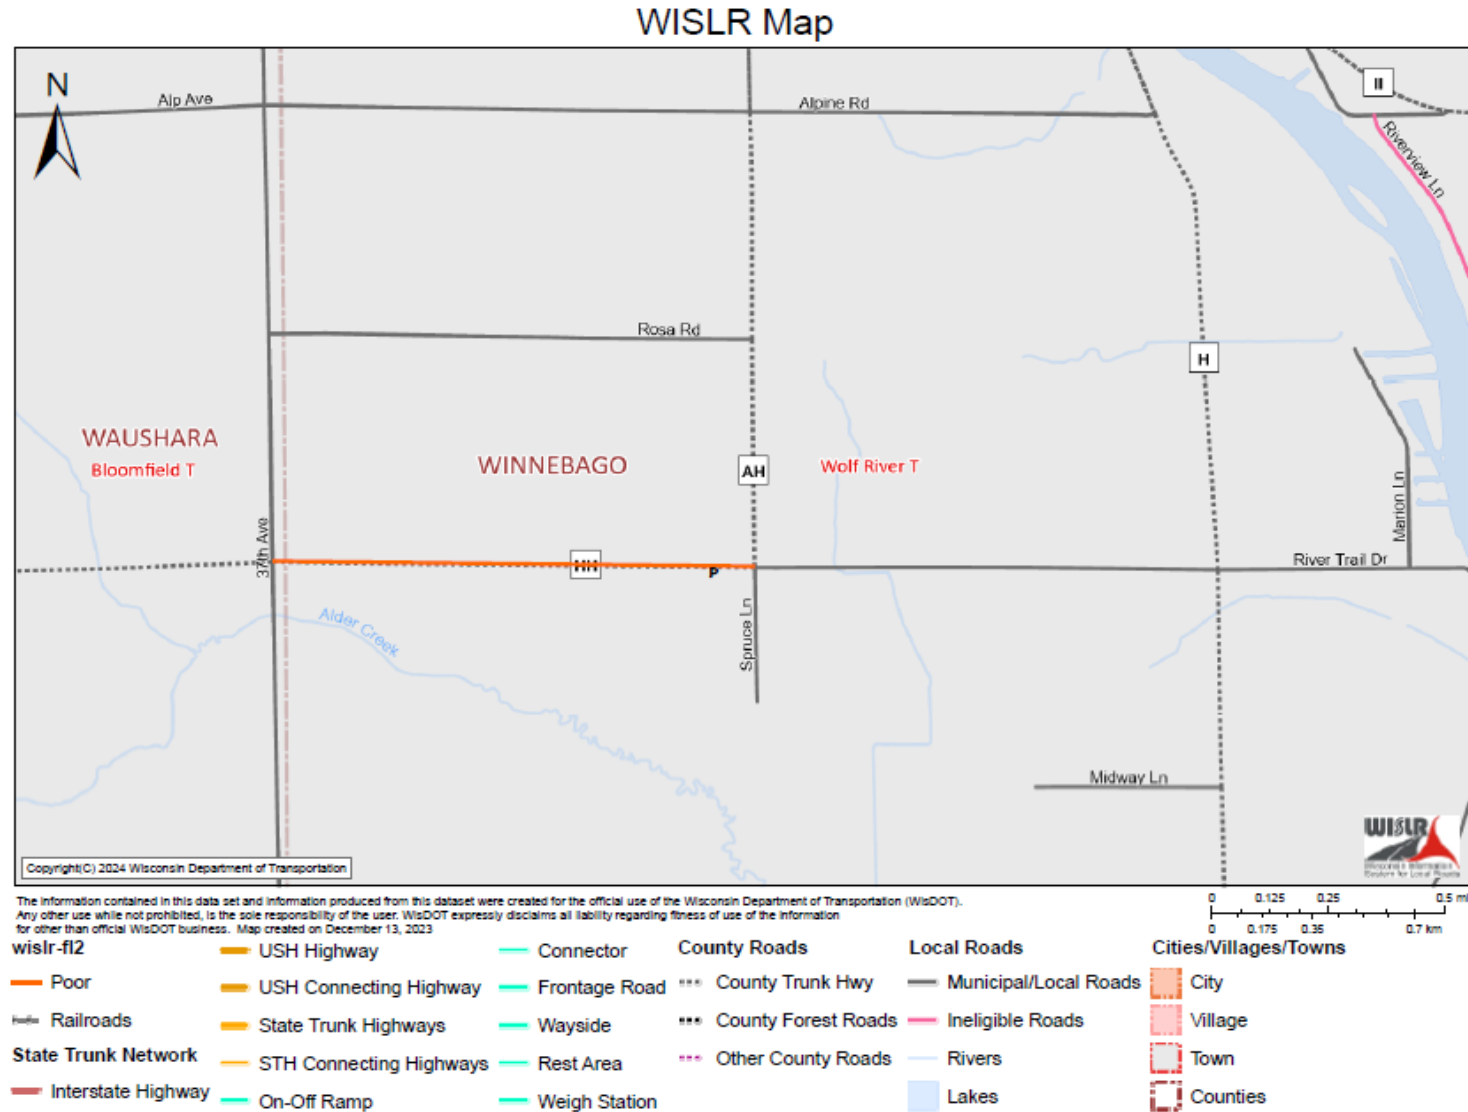 WISLR Map
N
Alp Ave
Alpine Rd
II
Riverview Ln
Rosa Rd
H
WAUSHARA
Bloomfield T
WINNEBAGO
AH
Wolf River T
Marion Ln
37th Ave
HH
P
River Trail Dr
Alder Creek
Spruce Ln
Midway Ln
WISLR
Wisconsin Information
System for Local Roads
Copyright(C) 2024 Wisconsin Department of Transportation
The information contained in this data set and information produced from this dataset were created for the official use of the Wisconsin Department of Transportation (WisDOT).
Any other use while not prohibited, is the sole responsibility of the user. WisDOT expressly disclaims all liability regarding fitness of use of the information
for other than official WisDOT business. Map created on December 13, 2023
0 0.125 0.25 0.5 mi
0 0.175 0.35 0.7 km
wislr-fl2
Poor
Railroads
State Trunk Network
Interstate Highway
USH Highway
USH Connecting Highway
State Trunk Highways
STH Connecting Highways
On-Off Ramp
Connector
Frontage Road
Wayside
Rest Area
Weigh Station
County Roads
County Trunk Hwy
County Forest Roads
Other County Roads
Local Roads
Municipal/Local Roads
Ineligible Roads
Rivers
Lakes
Cities/Villages/Towns
City
Village
Town
Counties